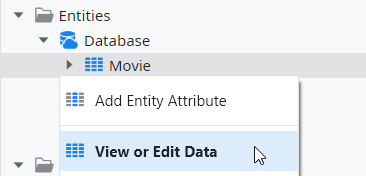 Entities
Database
Movie
Add Entity Attribute
View or Edit Data